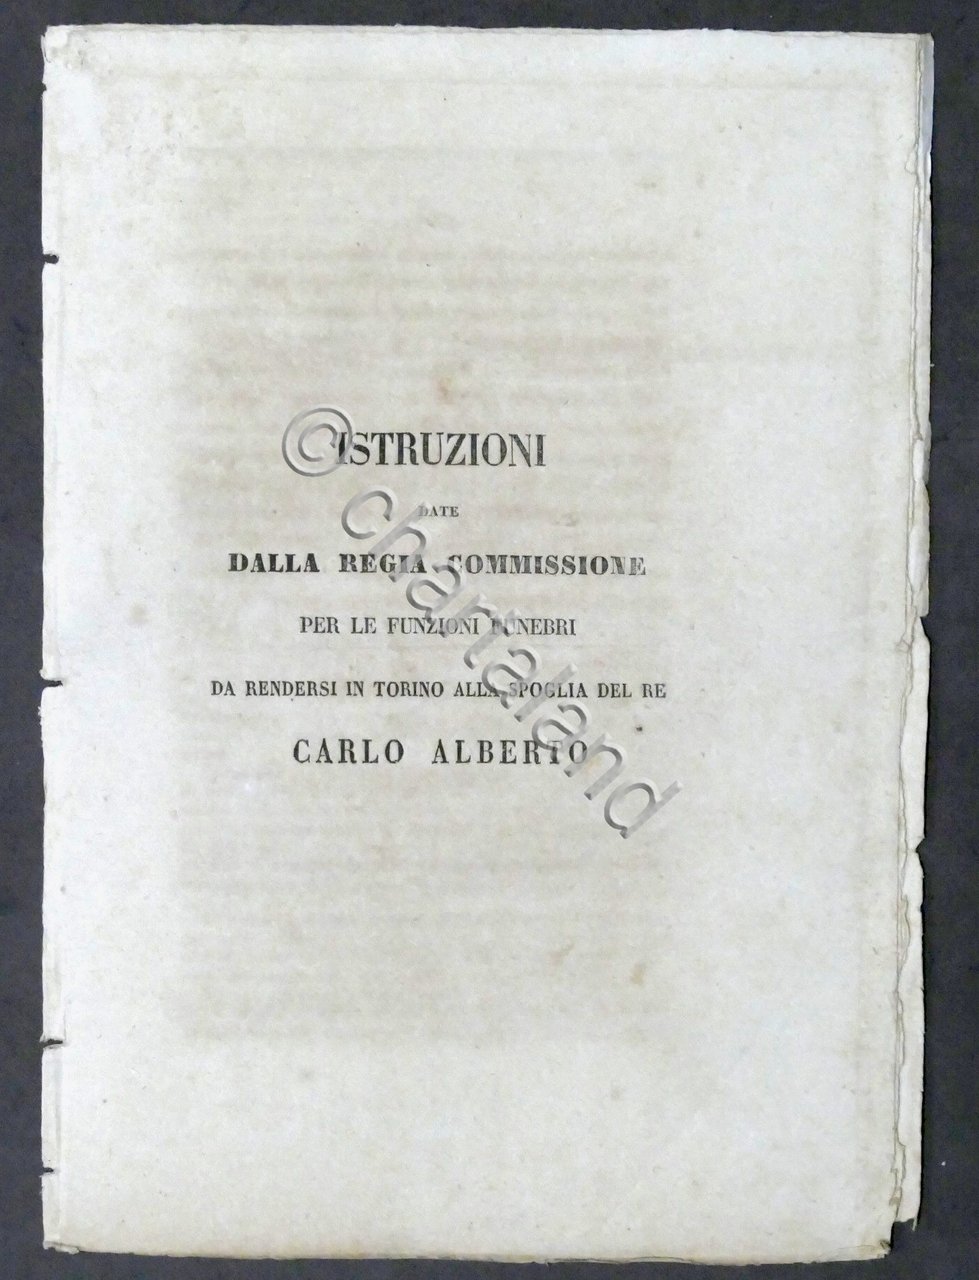 ISTRUZIONI
DATE
DALLA REGIA COMMISSIONE
PER LE FUNZIONI FUNEBRI
DA RENDERSI IN TORINO ALLA SPOGLIA DEL RE
CARLO ALBERTO
© chartaland